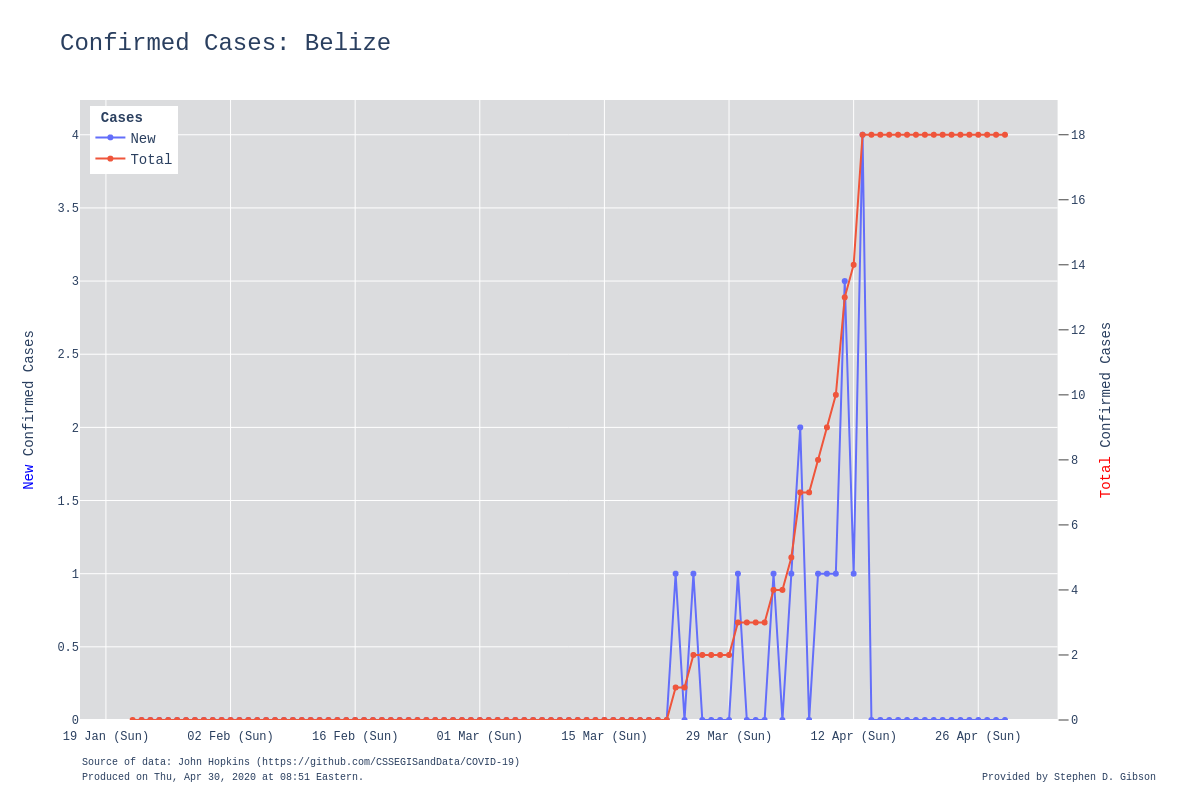 Confirmed Cases: Belize
Cases
New
Total
4
3.5
3
2.5
2
1.5
1
0.5
0
New Confirmed Cases
18
16
14
12
10
8
6
4
2
0
Total Confirmed Cases
19 Jan (Sun) 02 Feb (Sun) 16 Feb (Sun) 01 Mar (Sun) 15 Mar (Sun) 29 Mar (Sun) 12 Apr (Sun) 26 Apr (Sun)
Source of data: John Hopkins (https://github.com/CSSEGISandData/COVID-19)
Produced on Thu, Apr 30, 2020 at 08:51 Eastern.
Provided by Stephen D. Gibson